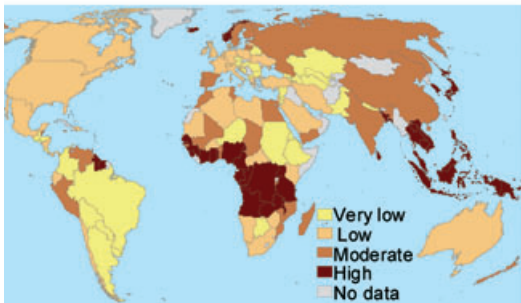 Very low
Low
Moderate
High
No data